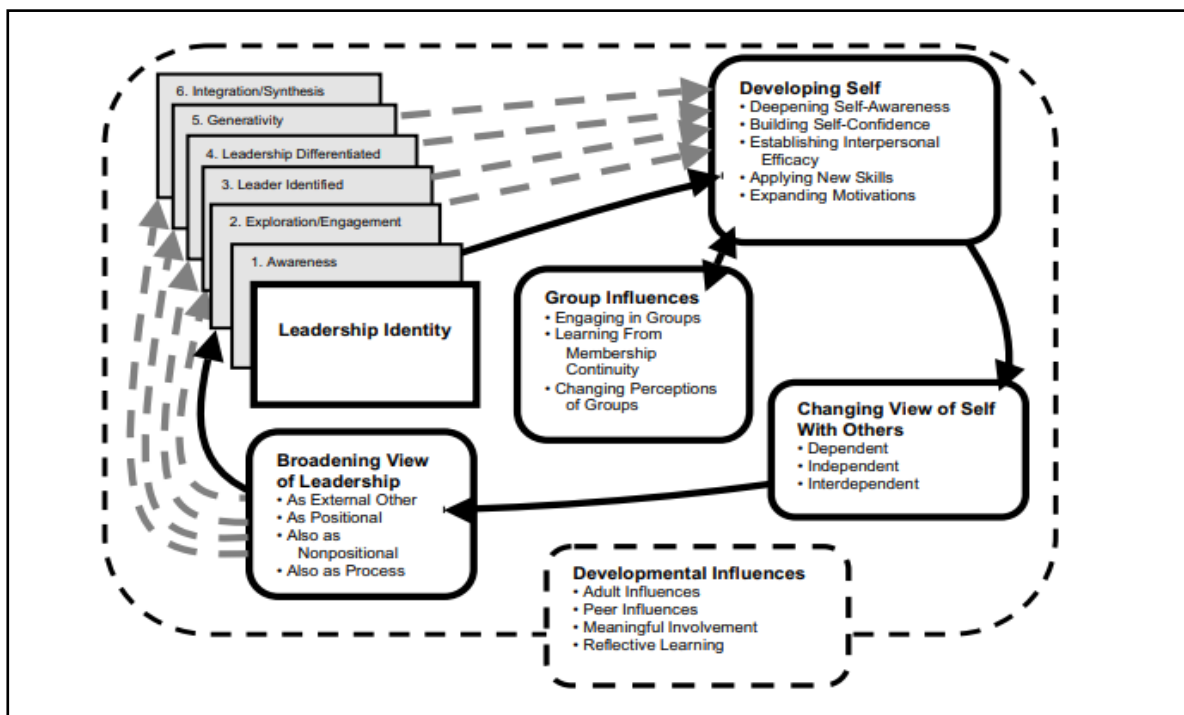 6. Integration/Synthesis
5. Generativity
4. Leadership Differentiated
3. Leader Identified
2. Exploration/Engagement
1. Awareness
Leadership Identity
Developing Self
• Deepening Self-Awareness
• Building Self-Confidence
• Establishing Interpersonal
Efficacy
• Applying New Skills
• Expanding Motivations
Group Influences
• Engaging in Groups
• Learning From
Membership
Continuity
• Changing Perceptions
of Groups
Changing View of Self
With Others
• Dependent
• Independent
• Interdependent
Broadening View
of Leadership
• As External Other
• As Positional
• Also as
Nonpositional
• Also as Process
Developmental Influences
• Adult Influences
• Peer Influences
• Meaningful Involvement
• Reflective Learning